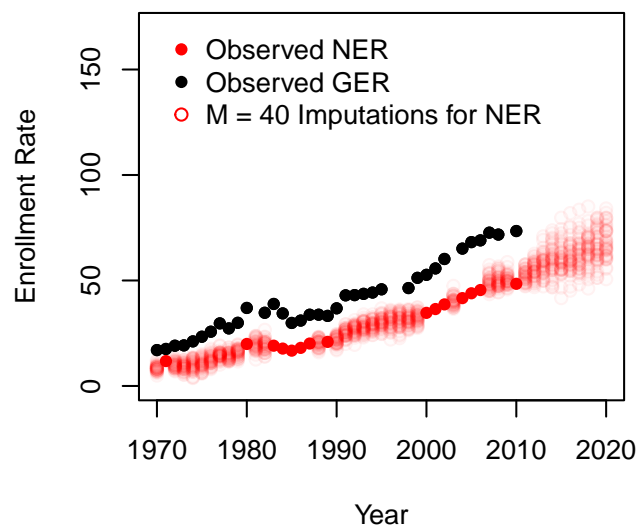 Observed NER
Observed GER
M = 40 Imputations for NER
Enrollment Rate
150
100
50
0
1970 1980 1990 2000 2010 2020
Year